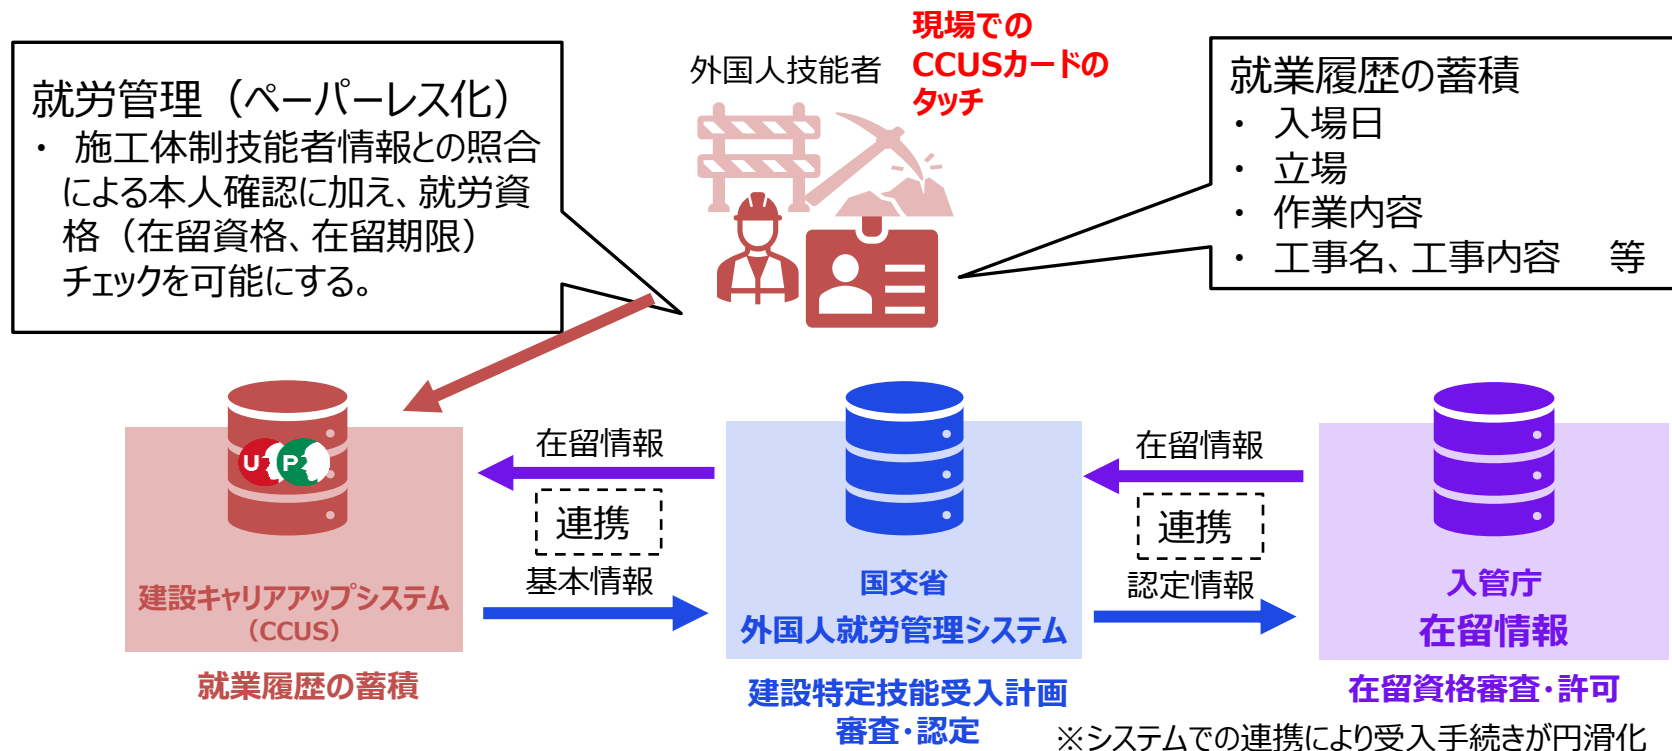 現場での
CCUSカードの
タッチ
外国人技能者
就労管理（ペーパーレス化）
・ 施工体制技能者情報との照合
による本人確認に加え、就労資
格（在留資格、在留期限）
チェックを可能にする。
就業履歴の蓄積
・ 入場日
・ 立場
・ 作業内容
・ 工事名、工事内容 等
U P
建設キャリアアップシステム
（CCUS）
就業履歴の蓄積
在留情報
連携
基本情報
国交省
外国人就労管理システム
建設特定技能受入計画
審査・認定
在留情報
連携
認定情報
入管庁
在留情報
在留資格審査・許可
※システムでの連携により受入手続きが円滑化